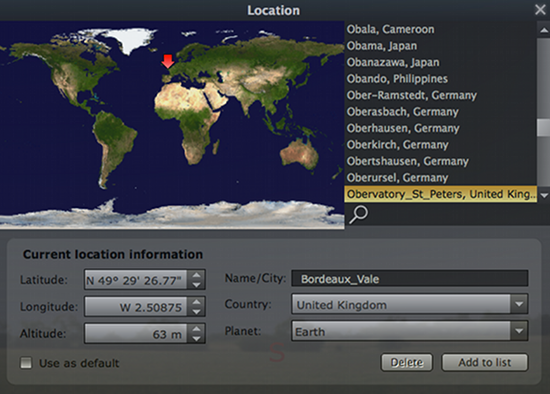 Location
Obala, Cameroon
Obama, Japan
Obanazawa, Japan
Obando, Philippines
Ober-Ramstedt, Germany
Oberasbach, Germany
Oberhausen, Germany
Oberkirch, Germany
Obertshausen, Germany
Oberursel, Germany
Obervatory_St_Peters, United King...
Current location information
Latitude: N 49° 29' 26.77" Name/City: Bordeaux_Vale
Longitude: W 2.50875 Country: United Kingdom
Altitude: 63 m Planet: Earth
Use as default Delete Add to list
S